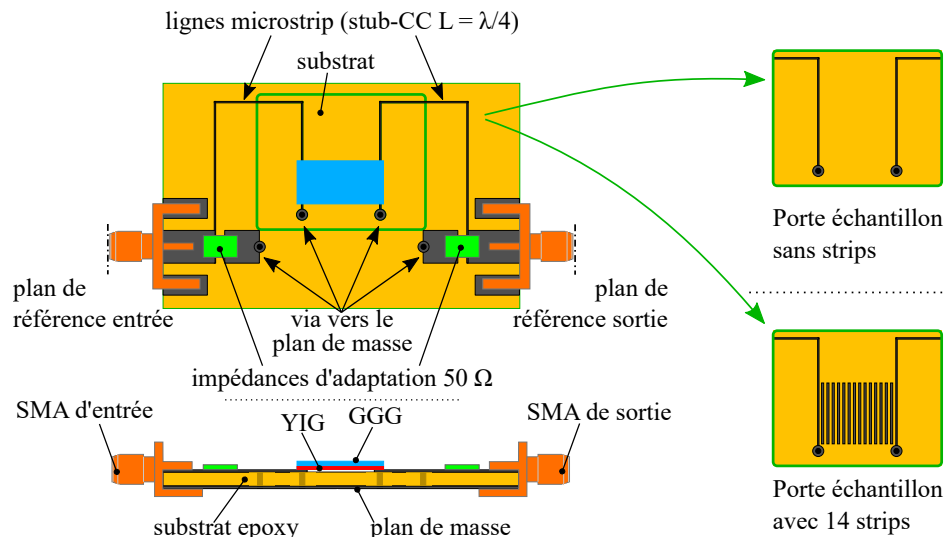 lignes microstrip (stub-CC L = λ/4)
substrat
plan de
référence entrée
via vers le
plan de masse
plan de
référence sortie
impédances d'adaptation 50 Ω
SMA d'entrée
YIG
GGG
SMA de sortie
substrat epoxy
plan de masse
Porte échantillon
sans strips
Porte échantillon
avec 14 strips